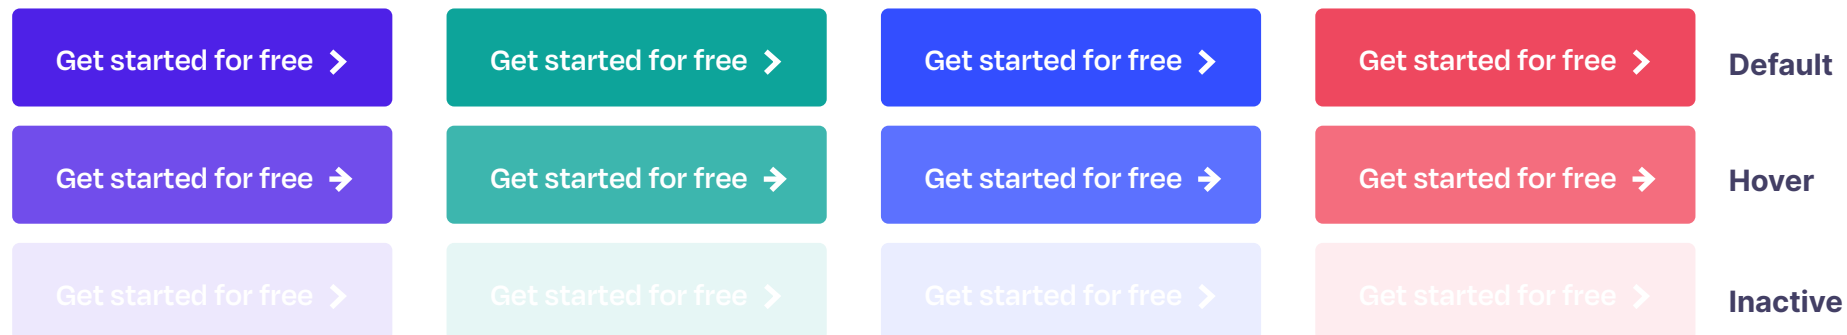 Get started for free Get started for free Get started for free Get started for free Default
Get started for free Get started for free Get started for free Get started for free Hover
Get started for free Get started for free Get started for free Get started for free Inactive